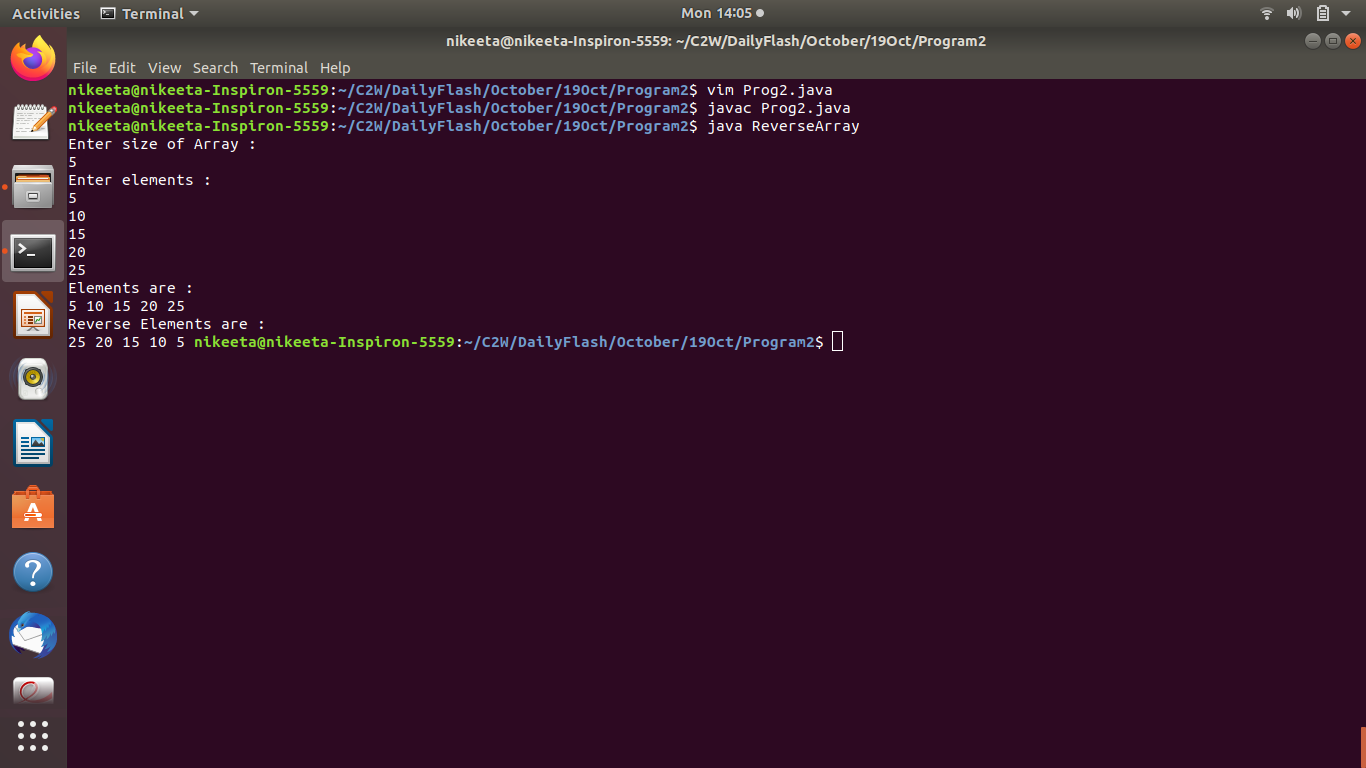 Activities Terminal Mon 14:05
nikeeta@nikeeta-Inspiron-5559: ~/C2W/DailyFlash/October/19Oct/Program2
File Edit View Search Terminal Help
nikeeta@nikeeta-Inspiron-5559:~/C2W/DailyFlash/October/19Oct/Program2$ vim Prog2.java
nikeeta@nikeeta-Inspiron-5559:~/C2W/DailyFlash/October/19Oct/Program2$ javac Prog2.java
nikeeta@nikeeta-Inspiron-5559:~/C2W/DailyFlash/October/19Oct/Program2$ java ReverseArray
Enter size of Array :
5
Enter elements :
5
10
15
20
25
Elements are :
5 10 15 20 25
Reverse Elements are :
25 20 15 10 5 nikeeta@nikeeta-Inspiron-5559:~/C2W/DailyFlash/October/19Oct/Program2$